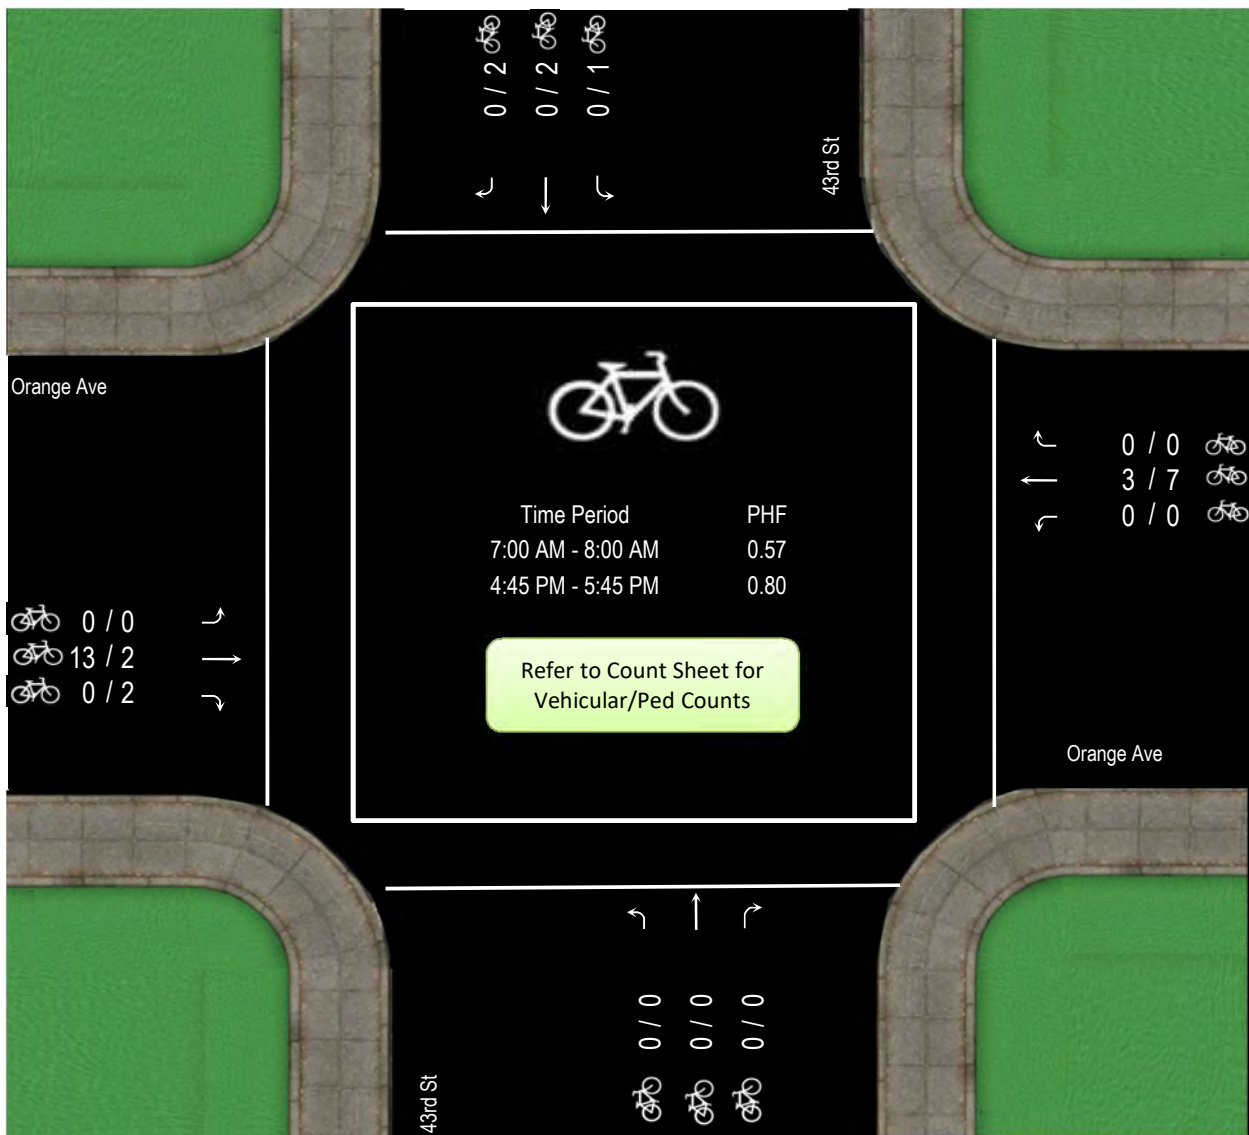 0 / 2
0 / 2
0 / 1
43rd St
Orange Ave
0 / 0
3 / 7
0 / 0
Time Period PHF
7:00 AM - 8:00 AM 0.57
4:45 PM - 5:45 PM 0.80
0 / 0
13 / 2
0 / 2
Refer to Count Sheet for
Vehicular/Ped Counts
Orange Ave
0 / 0
0 / 0
0 / 0
43rd St